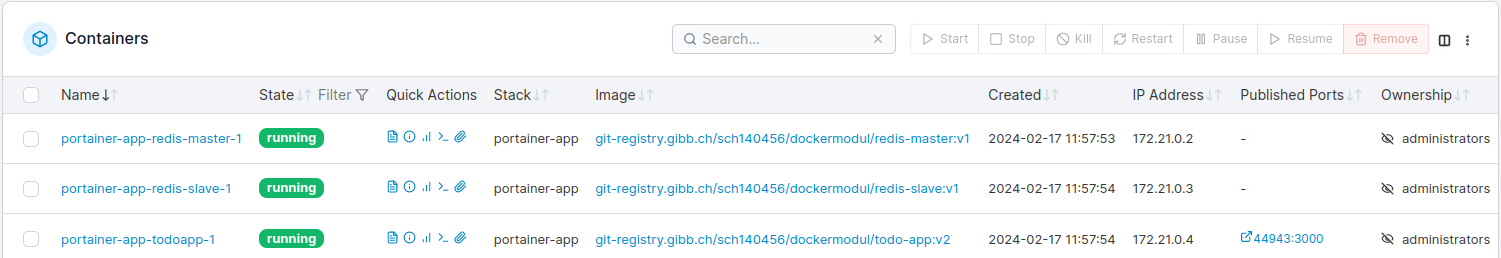 Containers Search... Start Stop Kill Restart Pause Resume Remove
Name State Filter Quick Actions Stack Image Created IP Address Published Ports Ownership
portainer-app-redis-master-1 running portainer-app git-registry.gibb.ch/sch140456/dockermodul/redis-master:v1 2024-02-17 11:57:53 172.21.0.2 - administrators
portainer-app-redis-slave-1 running portainer-app git-registry.gibb.ch/sch140456/dockermodul/redis-slave:v1 2024-02-17 11:57:54 172.21.0.3 - administrators
portainer-app-todoapp-1 running portainer-app git-registry.gibb.ch/sch140456/dockermodul/todo-app:v2 2024-02-17 11:57:54 172.21.0.4 44943:3000 administrators